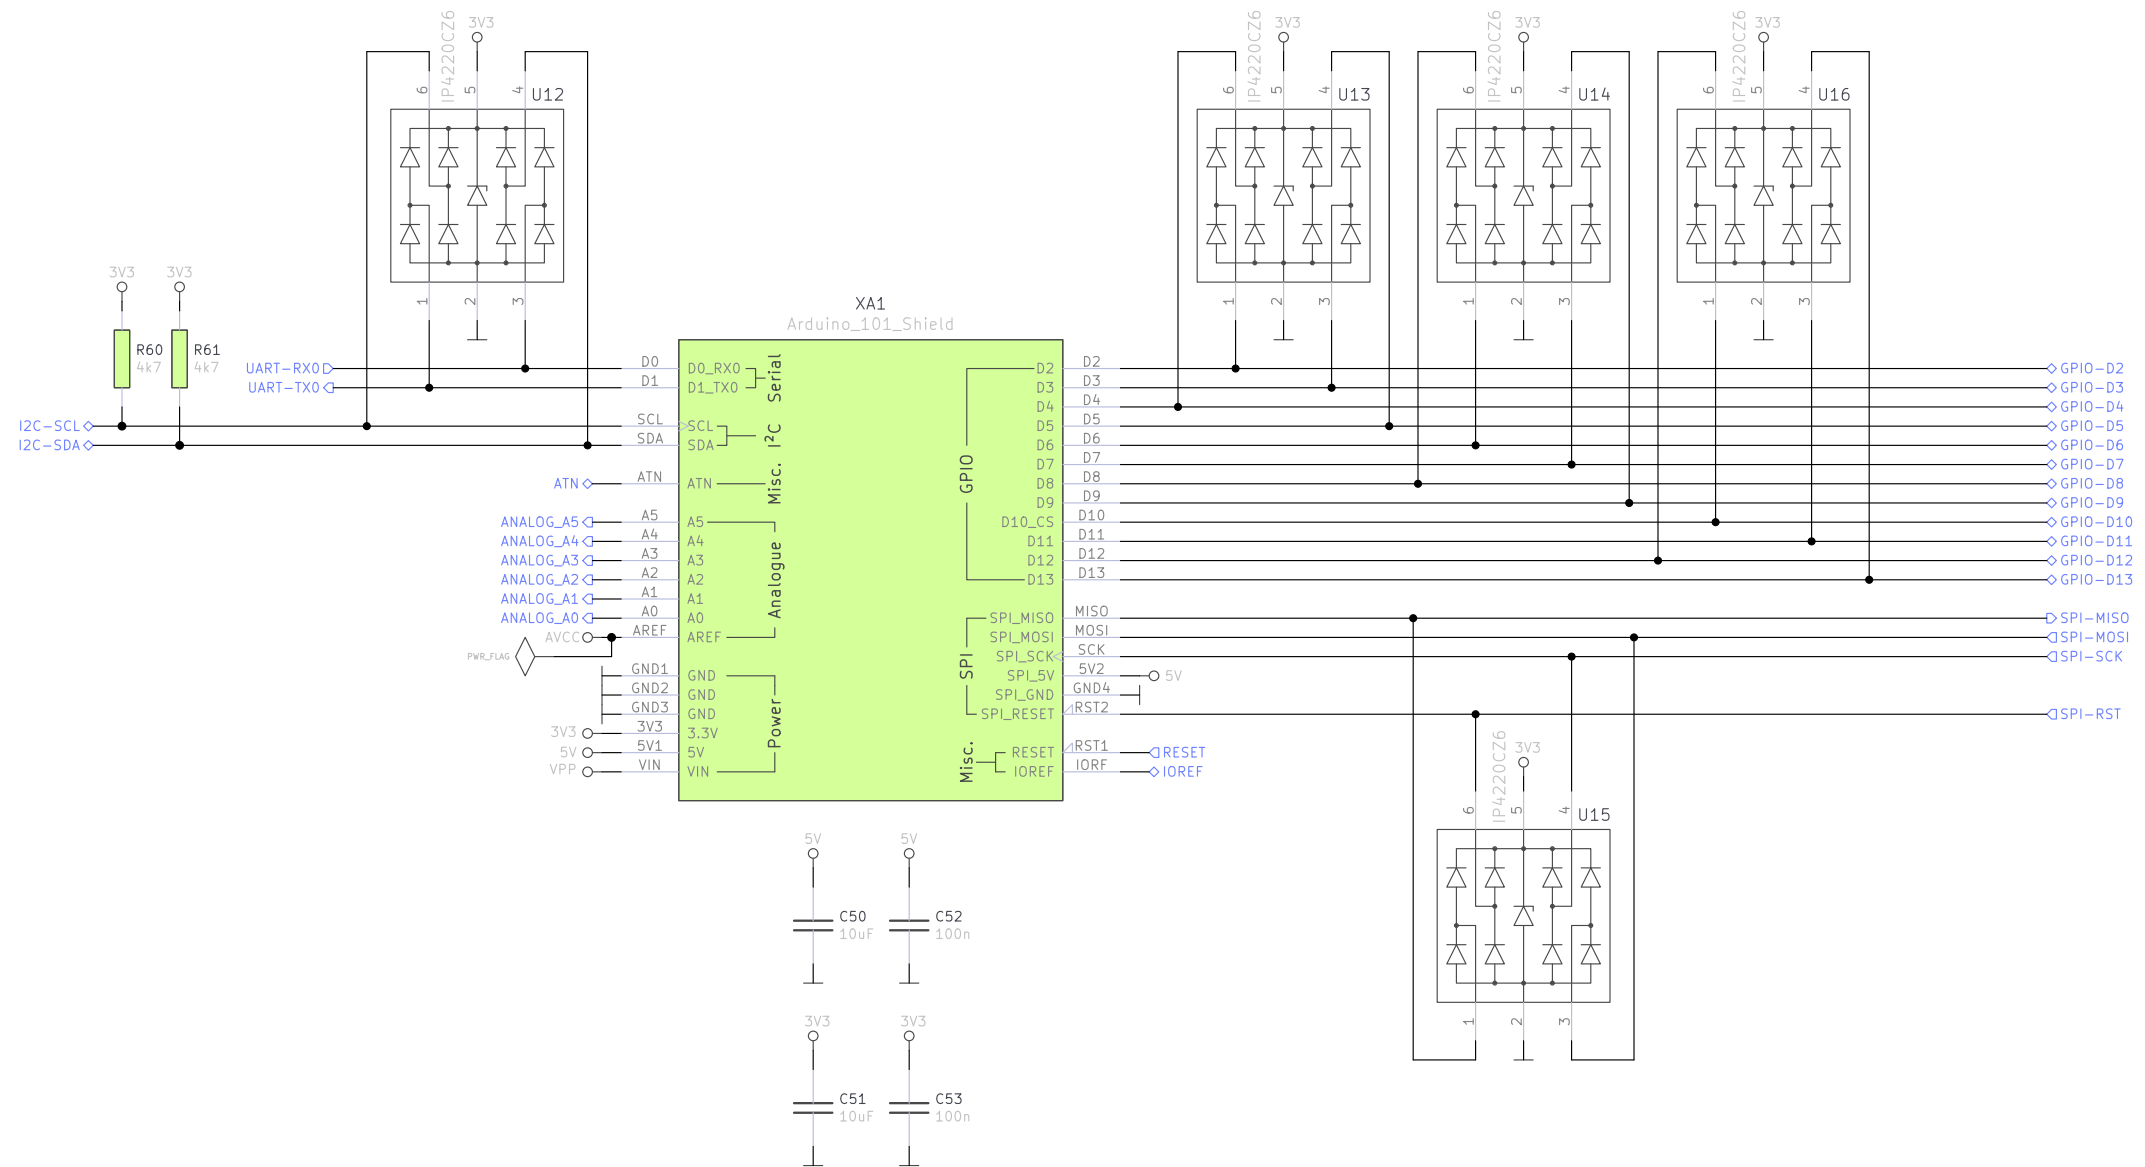 IP4220CZ6
3V3
6
5
4
U12
1
2
3
IP4220CZ6
3V3
6
5
4
U13
1
2
3
IP4220CZ6
3V3
6
5
4
U14
1
2
3
IP4220CZ6
3V3
6
5
4
U16
1
2
3
3V3 3V3
R60
4k7
R61
4k7
UART-RX0
UART-TX0
I2C-SCL
I2C-SDA
ATN
ANALOG_A5
ANALOG_A4
ANALOG_A3
ANALOG_A2
ANALOG_A1
ANALOG_A0
AVCC
PWR_FLAG
3V3
5V
VPP
XA1
Arduino_101_Shield
D0 D0_RX0
D1 D1_TX0
Serial
SCL SCL
SDA SDA
I²C
ATN ATN
Misc.
A5 A5
A4 A4
A3 A3
A2 A2
A1 A1
A0 A0
AREF AREF
Analogue
GND1 GND
GND2 GND
GND3 GND
3V3 3.3V
5V1 5V
VIN VIN
Power
GPIO
D2 D2 GPIO-D2
D3 D3 GPIO-D3
D4 D4 GPIO-D4
D5 D5 GPIO-D5
D6 D6 GPIO-D6
D7 D7 GPIO-D7
D8 D8 GPIO-D8
D9 D9 GPIO-D9
D10_CS D10 GPIO-D10
D11 D11 GPIO-D11
D12 D12 GPIO-D12
D13 D13 GPIO-D13
SPI
SPI_MISO MISO SPI-MISO
SPI_MOSI MOSI SPI-MOSI
SPI_SCK SCK SPI-SCK
SPI_5V 5V2 5V
SPI_GND GND4
SPI_RESET RST2 SPI-RST
Misc.
RESET RST1 RESET
IOREF IORF IOREF
IP4220CZ6
3V3
6
5
4
U15
1
2
3
5V 5V
C50
10uF
C52
100n
3V3 3V3
C51
10uF
C53
100n